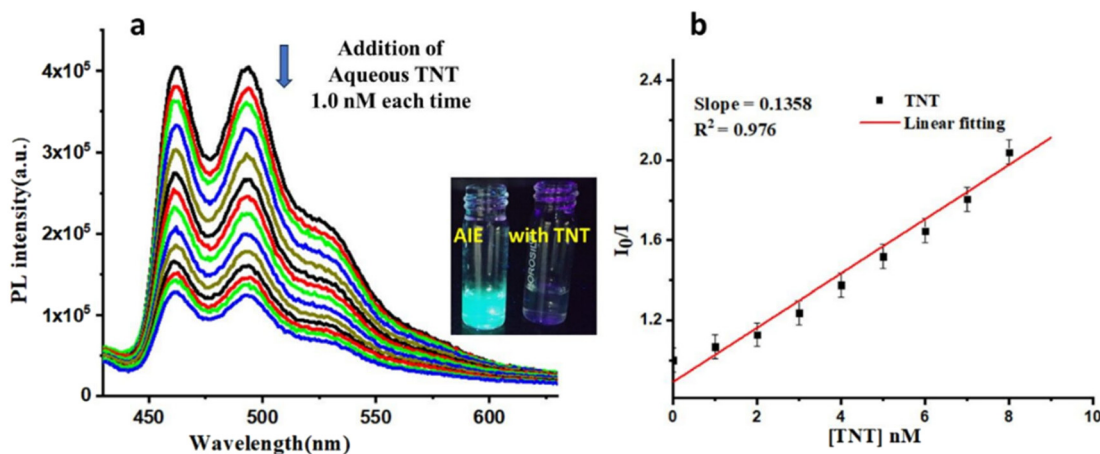 a
Addition of
Aqueous TNT
1.0 nM each time
4x10⁵
3x10⁵
2x10⁵
1x10⁵
0
PL intensity(a.u.)
450
500
550
600
Wavelength(nm)
AIE
with TNT
b
Slope = 0.1358
R² = 0.976
TNT
Linear fitting
2.4
2.0
1.6
1.2
I₀/I
0
2
4
6
8
10
[TNT] nM